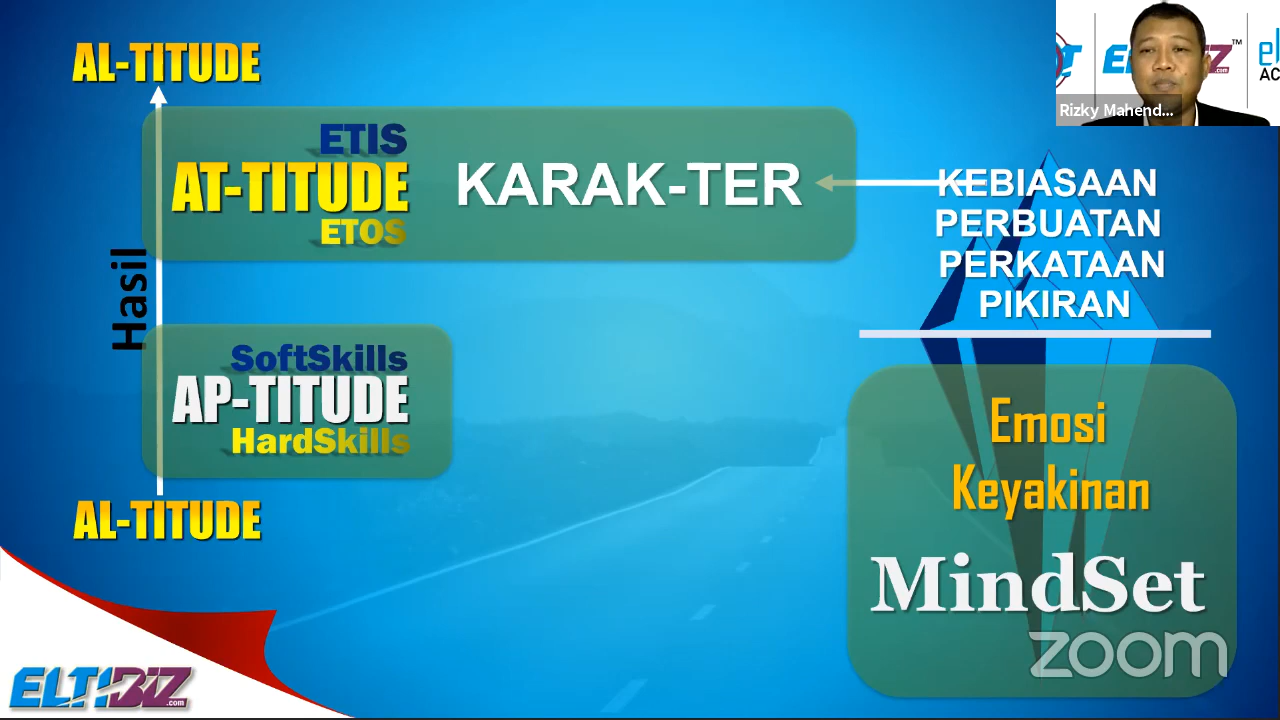 AL-TITUDE
ETIS
AT-TITUDE
ETOS
KARAK-TER
Hasil
SoftSkills
AP-TITUDE
HardSkills
AL-TITUDE
KEBIASAAN
PERBUATAN
PERKATAAN
PIKIRAN
Emosi
Keyakinan
MindSet
zoom
ELTIBIZ
.com
Rizky Mahend...